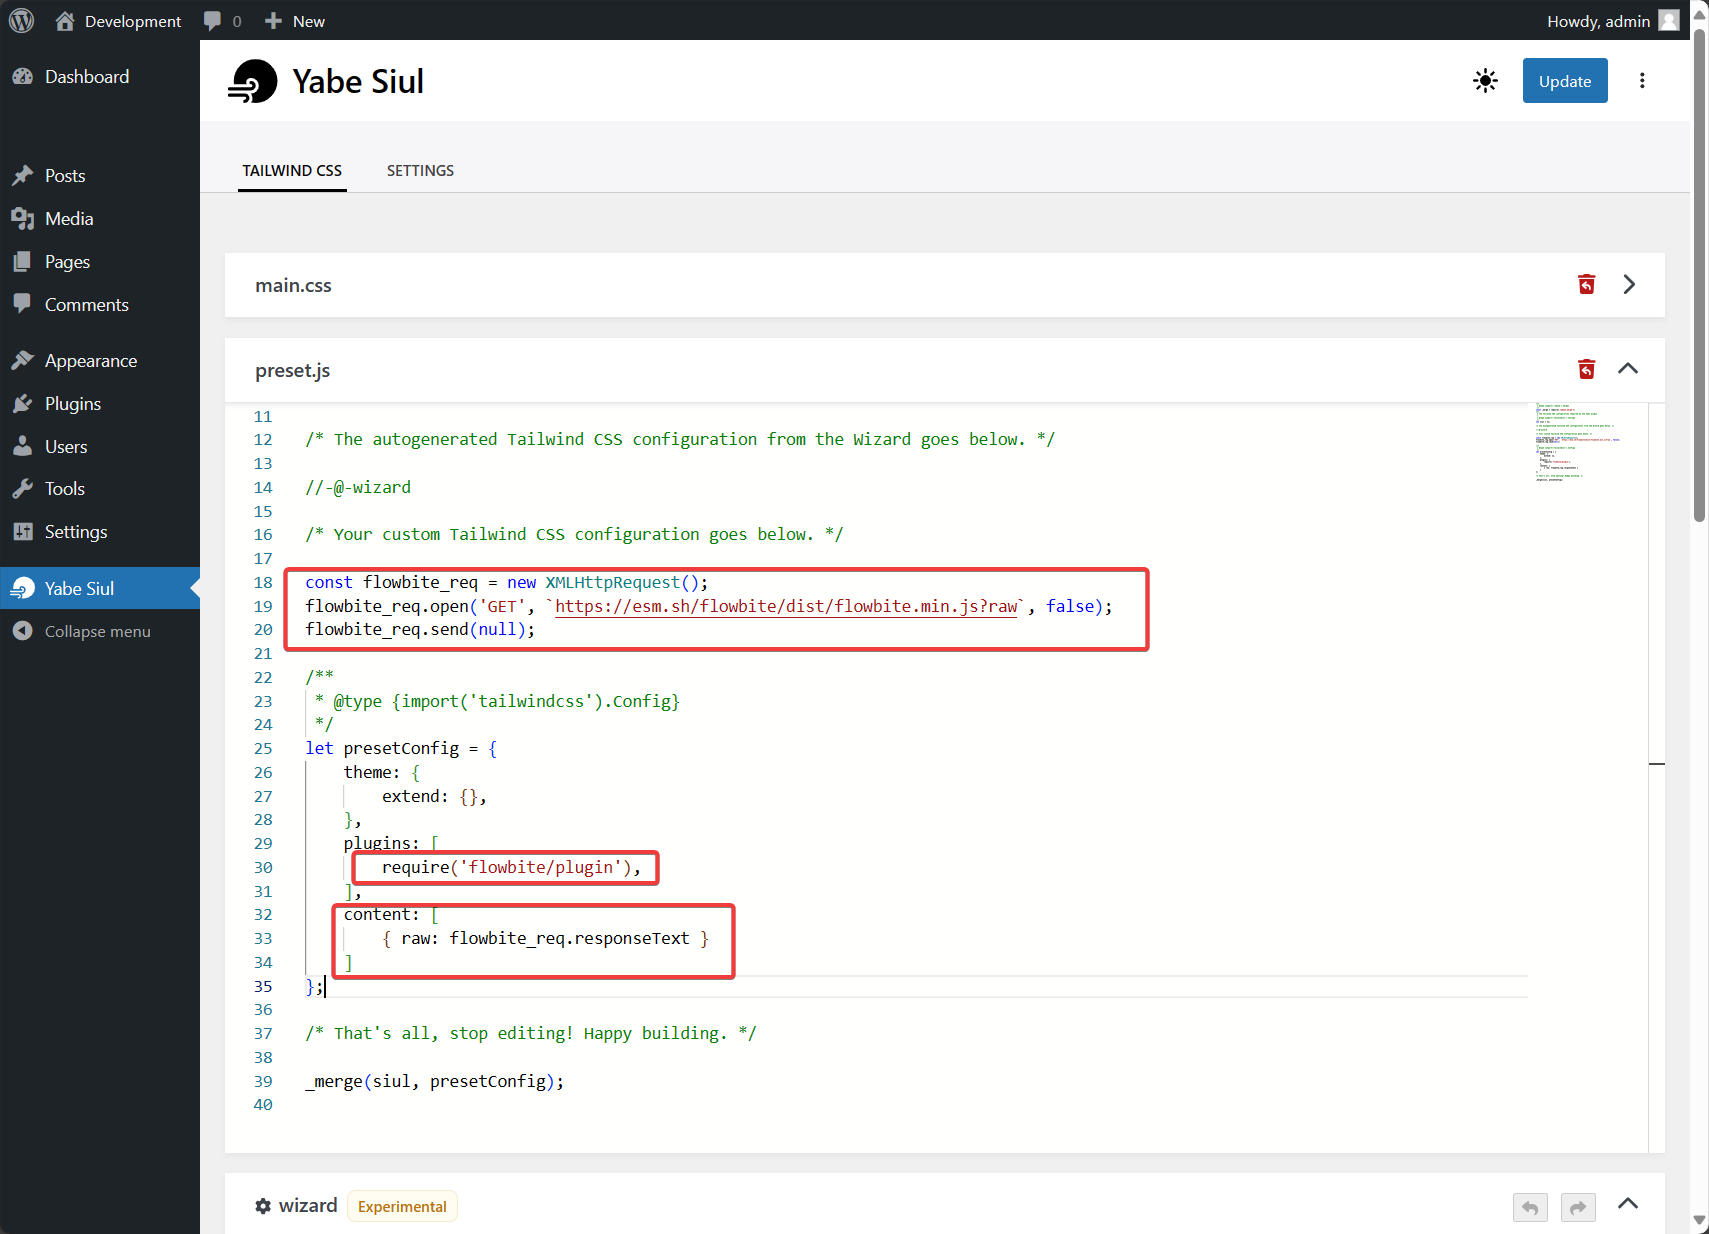 Development
0
New
Howdy, admin
Dashboard
Posts
Media
Pages
Comments
Appearance
Plugins
Users
Tools
Settings
Yabe Siul
Collapse menu
Yabe Siul
Update
TAILWIND CSS
SETTINGS
main.css
preset.js
11
12 /* The autogenerated Tailwind CSS configuration from the Wizard goes below. */
13
14 //-@-wizard
15
16 /* Your custom Tailwind CSS configuration goes below. */
17
18 const flowbite_req = new XMLHttpRequest();
19 flowbite_req.open('GET', `https://esm.sh/flowbite/dist/flowbite.min.js?raw`, false);
20 flowbite_req.send(null);
21
22 /**
23 * @type {import('tailwindcss').Config}
24 */
25 let presetConfig = {
26 theme: {
27 extend: {},
28 },
29 plugins: [
30 require('flowbite/plugin'),
31 ],
32 content: [
33 { raw: flowbite_req.responseText }
34 ]
35 };
36
37 /* That's all, stop editing! Happy building. */
38
39 _merge(siul, presetConfig);
40
wizard
Experimental